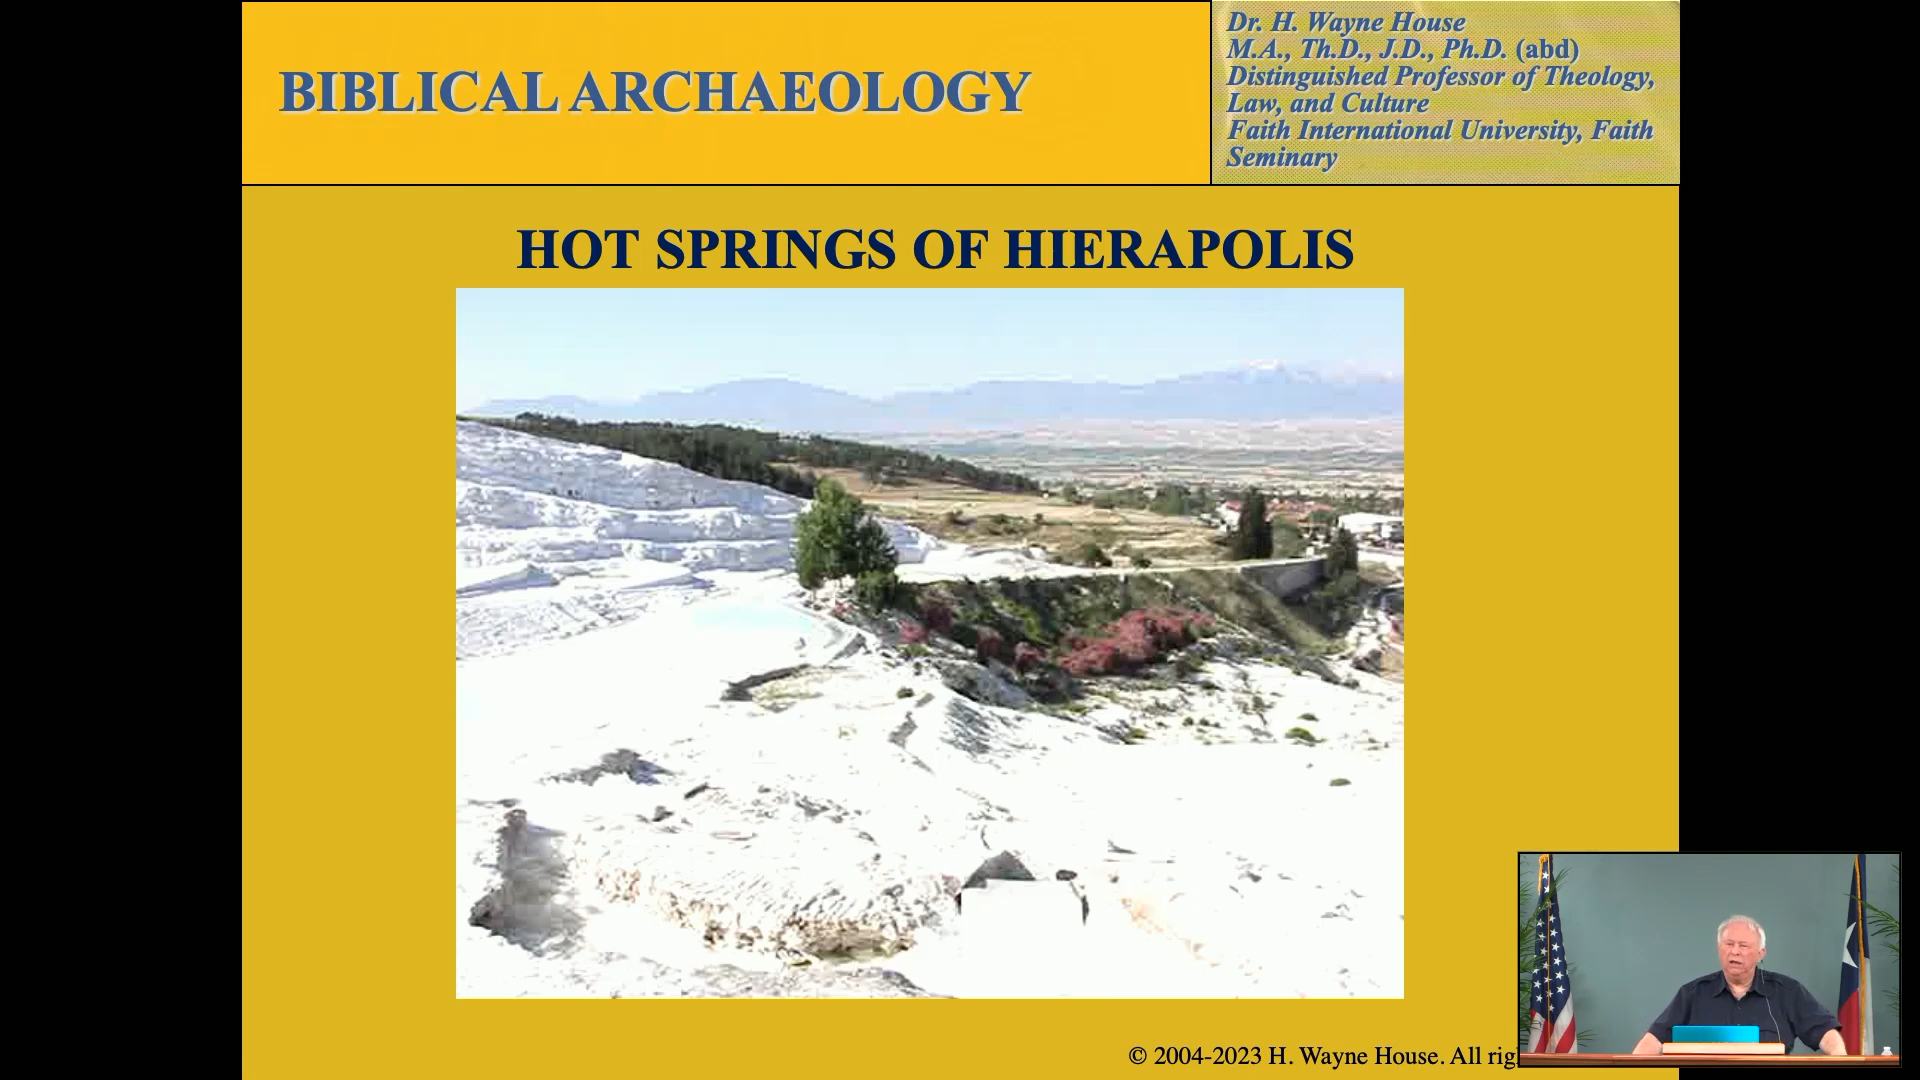 BIBLICAL ARCHAEOLOGY
Dr. H. Wayne House
M.A., Th.D., J.D., Ph.D. (abd)
Distinguished Professor of Theology,
Law, and Culture
Faith International University, Faith
Seminary
HOT SPRINGS OF HIERAPOLIS
© 2004-2023 H. Wayne House. All